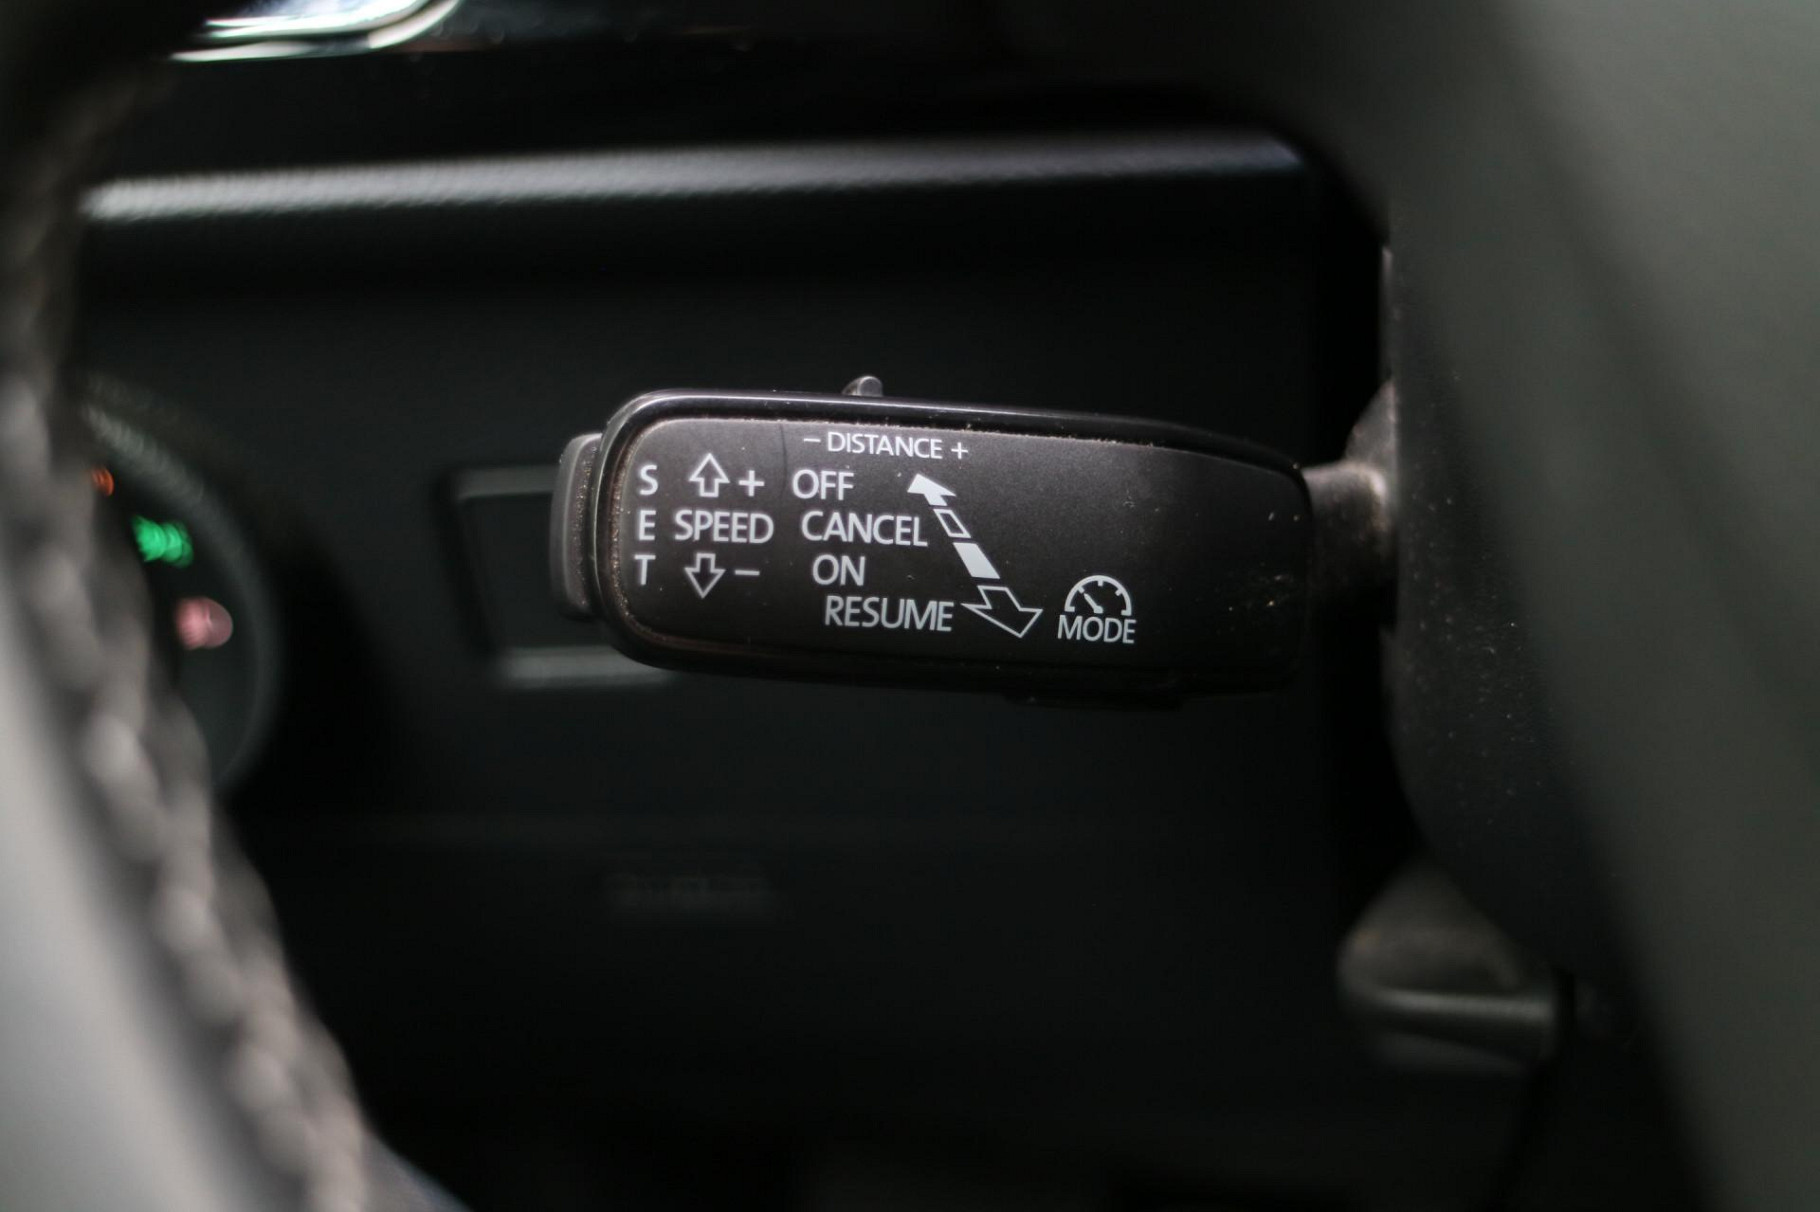 - DISTANCE +
S + OFF
E SPEED CANCEL
T - ON
RESUME
MODE